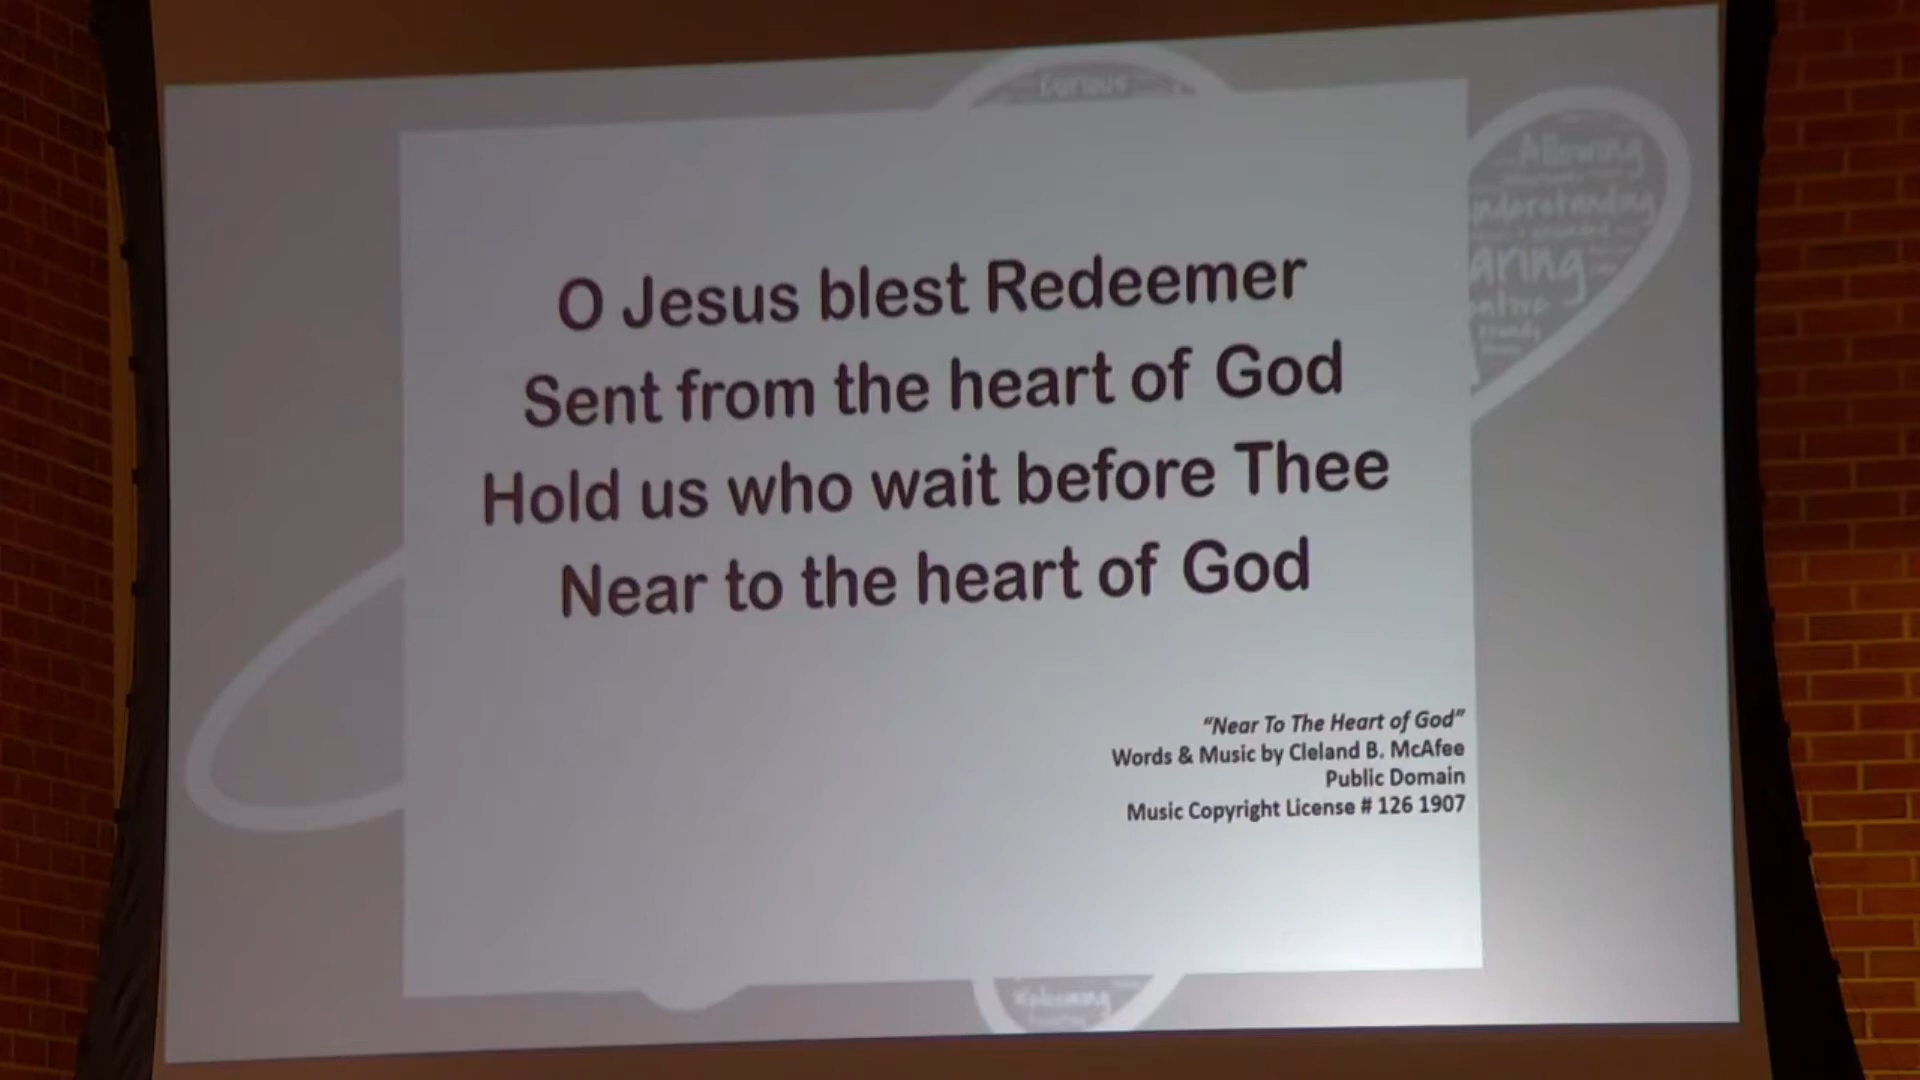 Curious
Allowing
O Jesus blest Redeemer
Sent from the heart of God
Hold us who wait before Thee
Near to the heart of God
“Near To The Heart of God”
Words & Music by Cleland B. McAfee
Public Domain
Music Copyright License # 126 1907